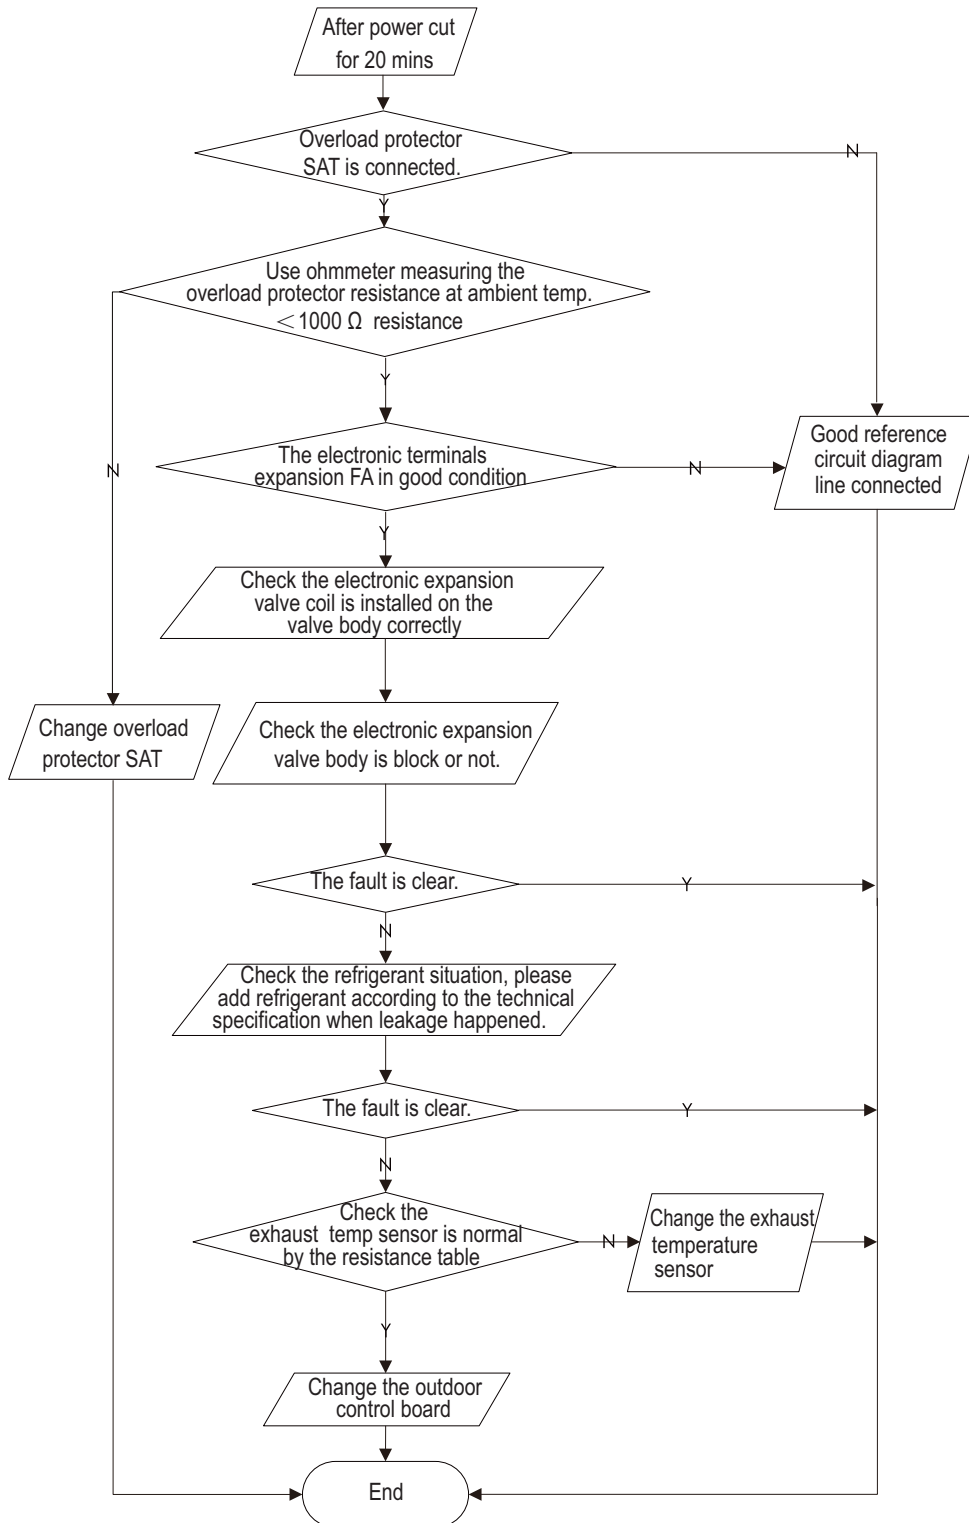 After power cut
for 20 mins
Overload protector
SAT is connected.
N
Y
Use ohmmeter measuring the
overload protector resistance at ambient temp.
＜1000 Ω resistance
Y
N
The electronic terminals
expansion FA in good condition
N
Good reference
circuit diagram
line connected
Y
Check the electronic expansion
valve coil is installed on the
valve body correctly
Change overload
protector SAT
Check the electronic expansion
valve body is block or not.
The fault is clear.
Y
N
Check the refrigerant situation, please
add refrigerant according to the technical
specification when leakage happened.
The fault is clear.
Y
N
Check the
exhaust temp sensor is normal
by the resistance table
N
Change the exhaust
temperature
sensor
Y
Change the outdoor
control board
End